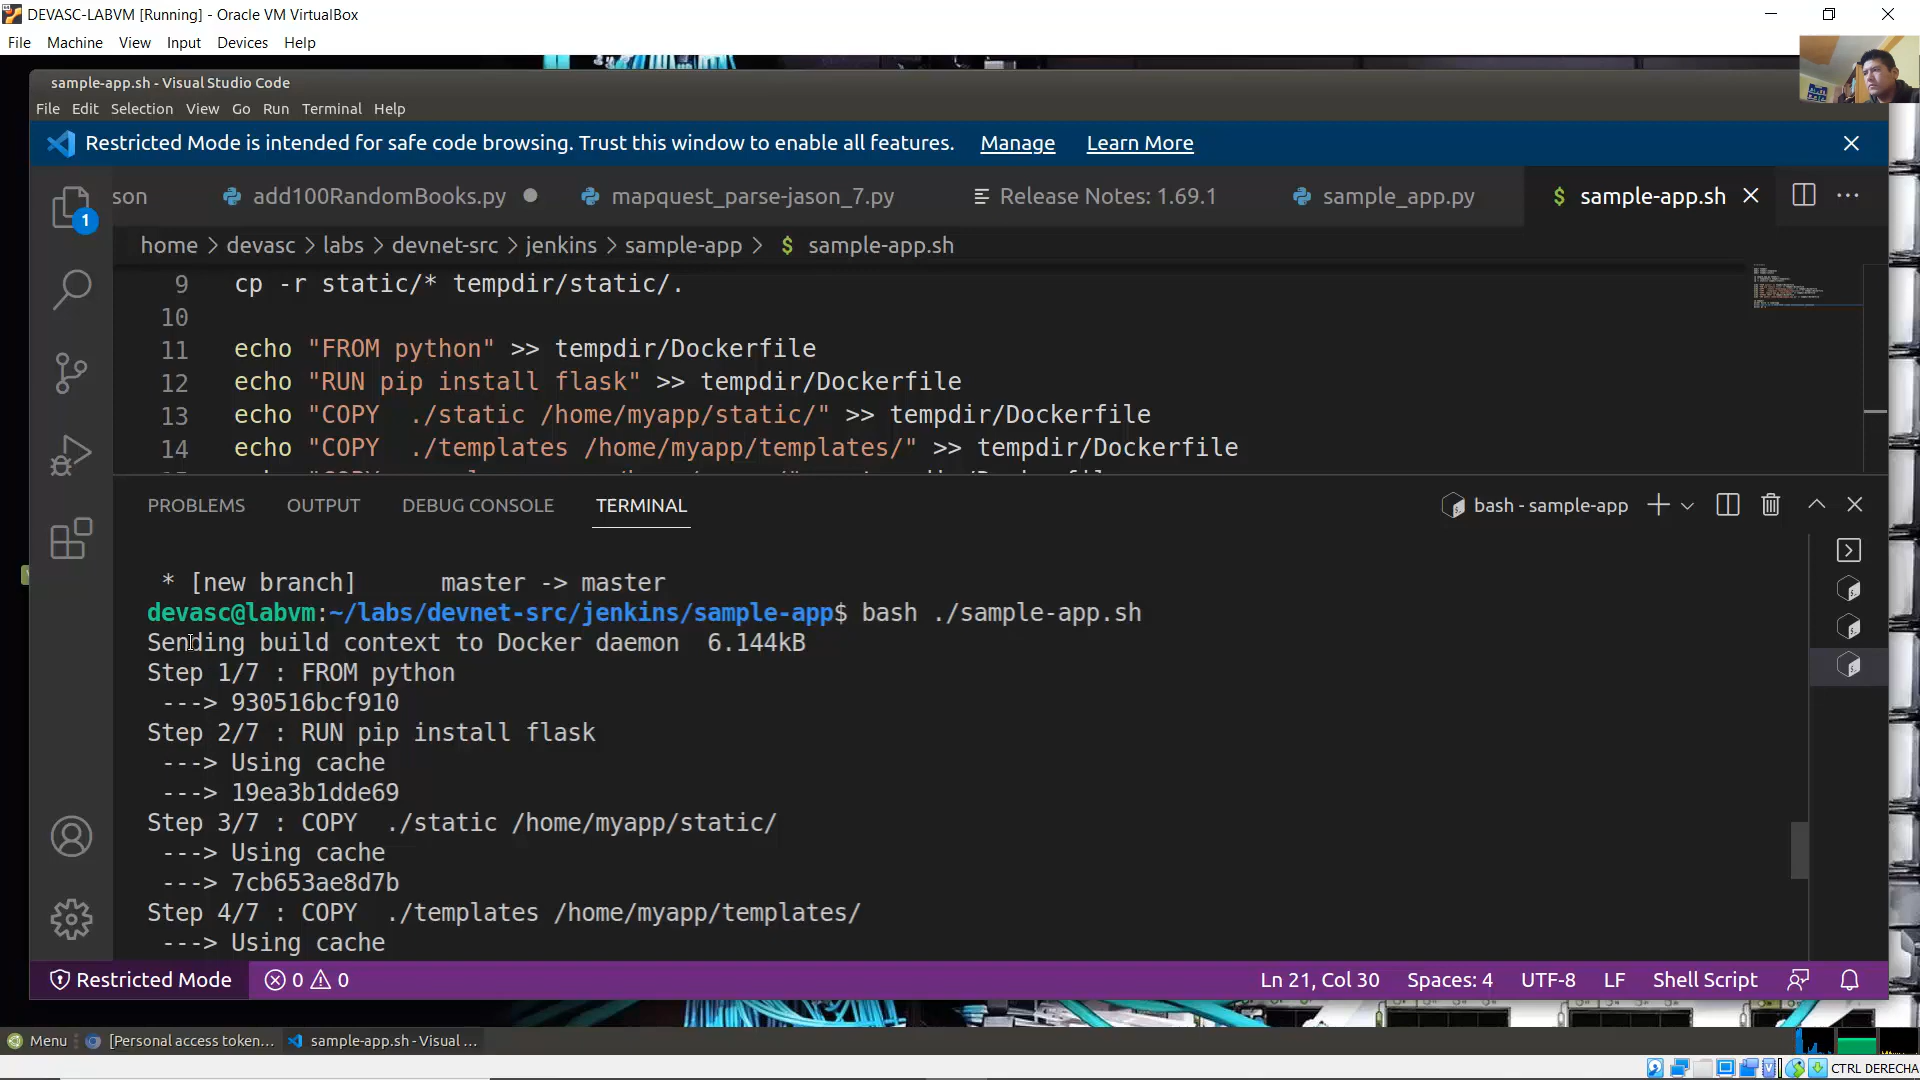 DEVASC-LABVM [Running] - Oracle VM VirtualBox
File Machine View Input Devices Help
sample-app.sh - Visual Studio Code
File Edit Selection View Go Run Terminal Help
Restricted Mode is intended for safe code browsing. Trust this window to enable all features. Manage Learn More
son add100RandomBooks.py mapquest_parse-jason_7.py Release Notes: 1.69.1 sample_app.py $ sample-app.sh
1
home > devasc > labs > devnet-src > jenkins > sample-app > $ sample-app.sh
9 cp -r static/* tempdir/static/.
10
11 echo "FROM python" >> tempdir/Dockerfile
12 echo "RUN pip install flask" >> tempdir/Dockerfile
13 echo "COPY  ./static /home/myapp/static/" >> tempdir/Dockerfile
14 echo "COPY  ./templates /home/myapp/templates/" >> tempdir/Dockerfile
PROBLEMS OUTPUT DEBUG CONSOLE TERMINAL bash - sample-app
* [new branch]      master -> master
devasc@labvm:~/labs/devnet-src/jenkins/sample-app$ bash ./sample-app.sh
Sending build context to Docker daemon  6.144kB
Step 1/7 : FROM python
---> 930516bcf910
Step 2/7 : RUN pip install flask
---> Using cache
---> 19ea3b1dde69
Step 3/7 : COPY  ./static /home/myapp/static/
---> Using cache
---> 7cb653ae8d7b
Step 4/7 : COPY  ./templates /home/myapp/templates/
---> Using cache
Restricted Mode 0 0 Ln 21, Col 30 Spaces: 4 UTF-8 LF Shell Script
Menu [Personal access token... sample-app.sh - Visual ...
CTRL DERECHA